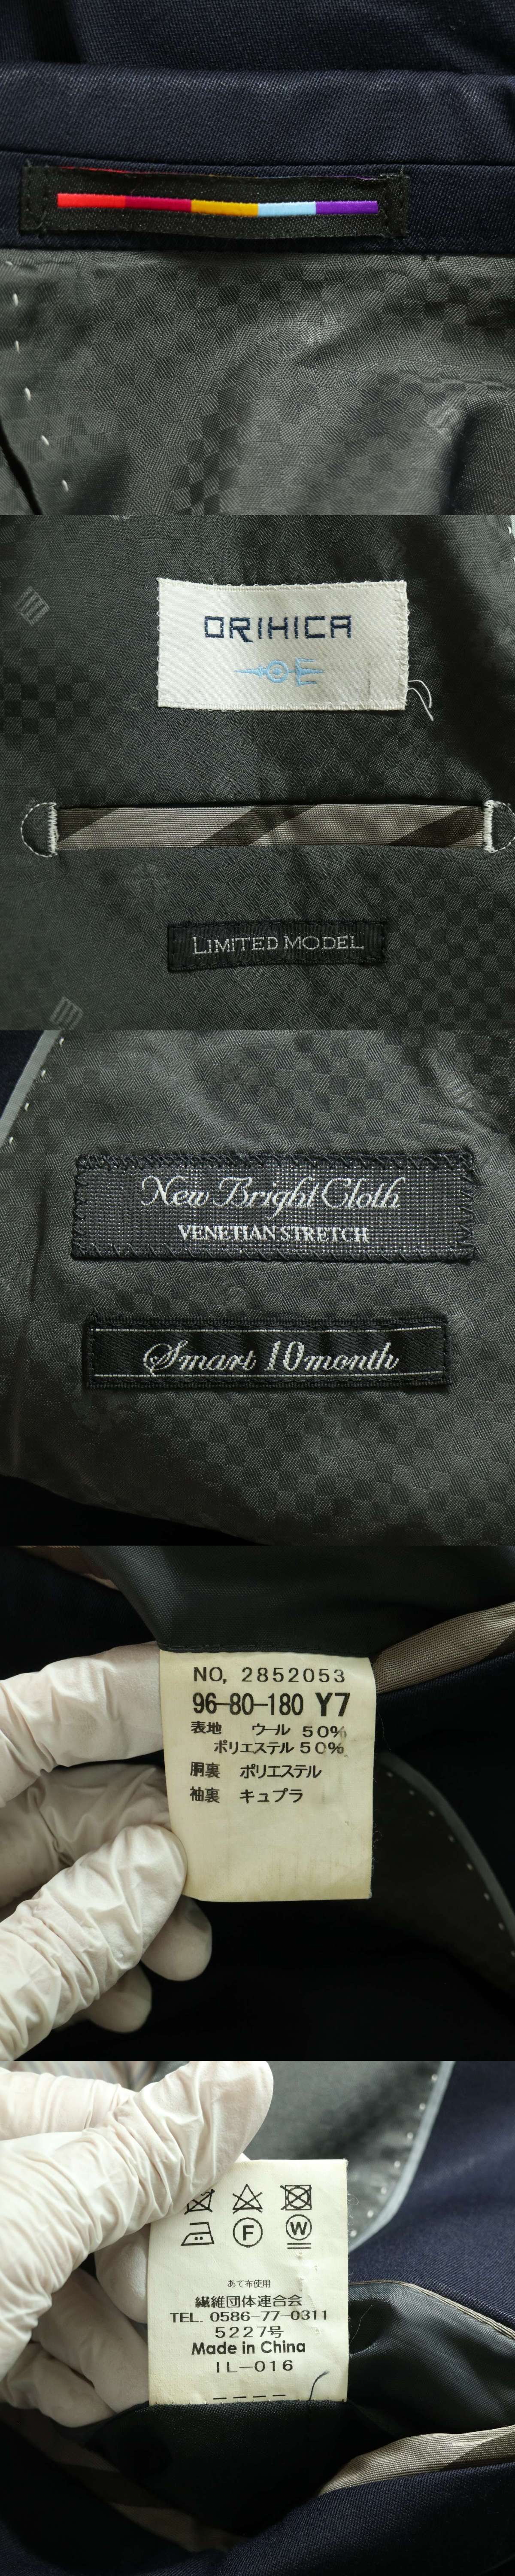 ORIHICA
LIMITED MODEL
New Bright Cloth
VENETIAN STRETCH
Smart 10month
NO, 2852053
96-80-180 Y7
表地 ウール 50%
ポリエステル 50%
胴裏 ポリエステル
袖裏 キュプラ
F W
あて布使用
繊維団体連合会
TEL. 0586-77-0311
5227号
Made in China
IL-016